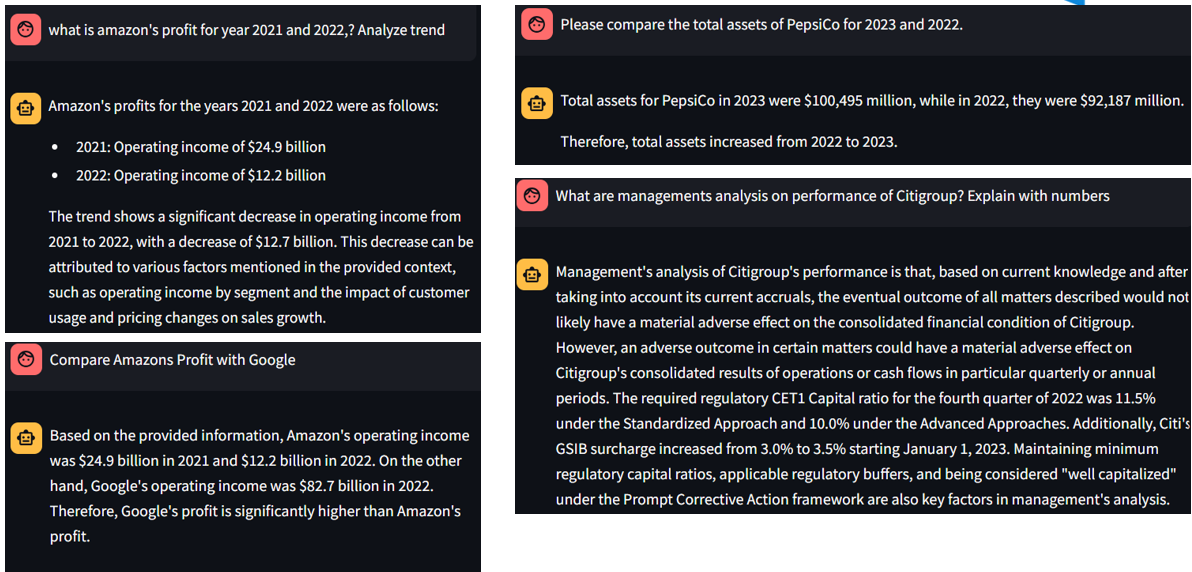 what is amazon's profit for year 2021 and 2022,? Analyze trend
Amazon's profits for the years 2021 and 2022 were as follows:
• 2021: Operating income of $24.9 billion
• 2022: Operating income of $12.2 billion
The trend shows a significant decrease in operating income from
2021 to 2022, with a decrease of $12.7 billion. This decrease can be
attributed to various factors mentioned in the provided context,
such as operating income by segment and the impact of customer
usage and pricing changes on sales growth.
Compare Amazons Profit with Google
Based on the provided information, Amazon's operating income
was $24.9 billion in 2021 and $12.2 billion in 2022. On the other
hand, Google's operating income was $82.7 billion in 2022.
Therefore, Google's profit is significantly higher than Amazon's
profit.
Please compare the total assets of PepsiCo for 2023 and 2022.
Total assets for PepsiCo in 2023 were $100,495 million, while in 2022, they were $92,187 million.
Therefore, total assets increased from 2022 to 2023.
What are managements analysis on performance of Citigroup? Explain with numbers
Management's analysis of Citigroup's performance is that, based on current knowledge and after
taking into account its current accruals, the eventual outcome of all matters described would not
likely have a material adverse effect on the consolidated financial condition of Citigroup.
However, an adverse outcome in certain matters could have a material adverse effect on
Citigroup's consolidated results of operations or cash flows in particular quarterly or annual
periods. The required regulatory CET1 Capital ratio for the fourth quarter of 2022 was 11.5%
under the Standardized Approach and 10.0% under the Advanced Approaches. Additionally, Citi's
GSIB surcharge increased from 3.0% to 3.5% starting January 1, 2023. Maintaining minimum
regulatory capital ratios, applicable regulatory buffers, and being considered "well capitalized"
under the Prompt Corrective Action framework are also key factors in management's analysis.